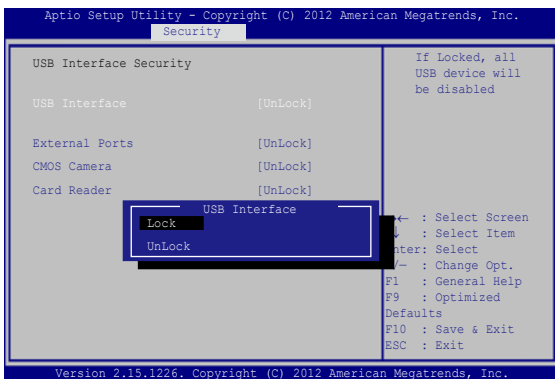 Aptio Setup Utility - Copyright (C) 2012 American Megatrends, Inc.
Security
USB Interface Security
USB Interface [UnLock]
External Ports [UnLock]
CMOS Camera [UnLock]
Card Reader [UnLock]
USB Interface
Lock
UnLock
If Locked, all
USB device will
be disabled
→← : Select Screen
↓ : Select Item
nter: Select
/— : Change Opt.
F1 : General Help
F9 : Optimized
Defaults
F10 : Save & Exit
ESC : Exit
Version 2.15.1226. Copyright (C) 2012 American Megatrends, Inc.